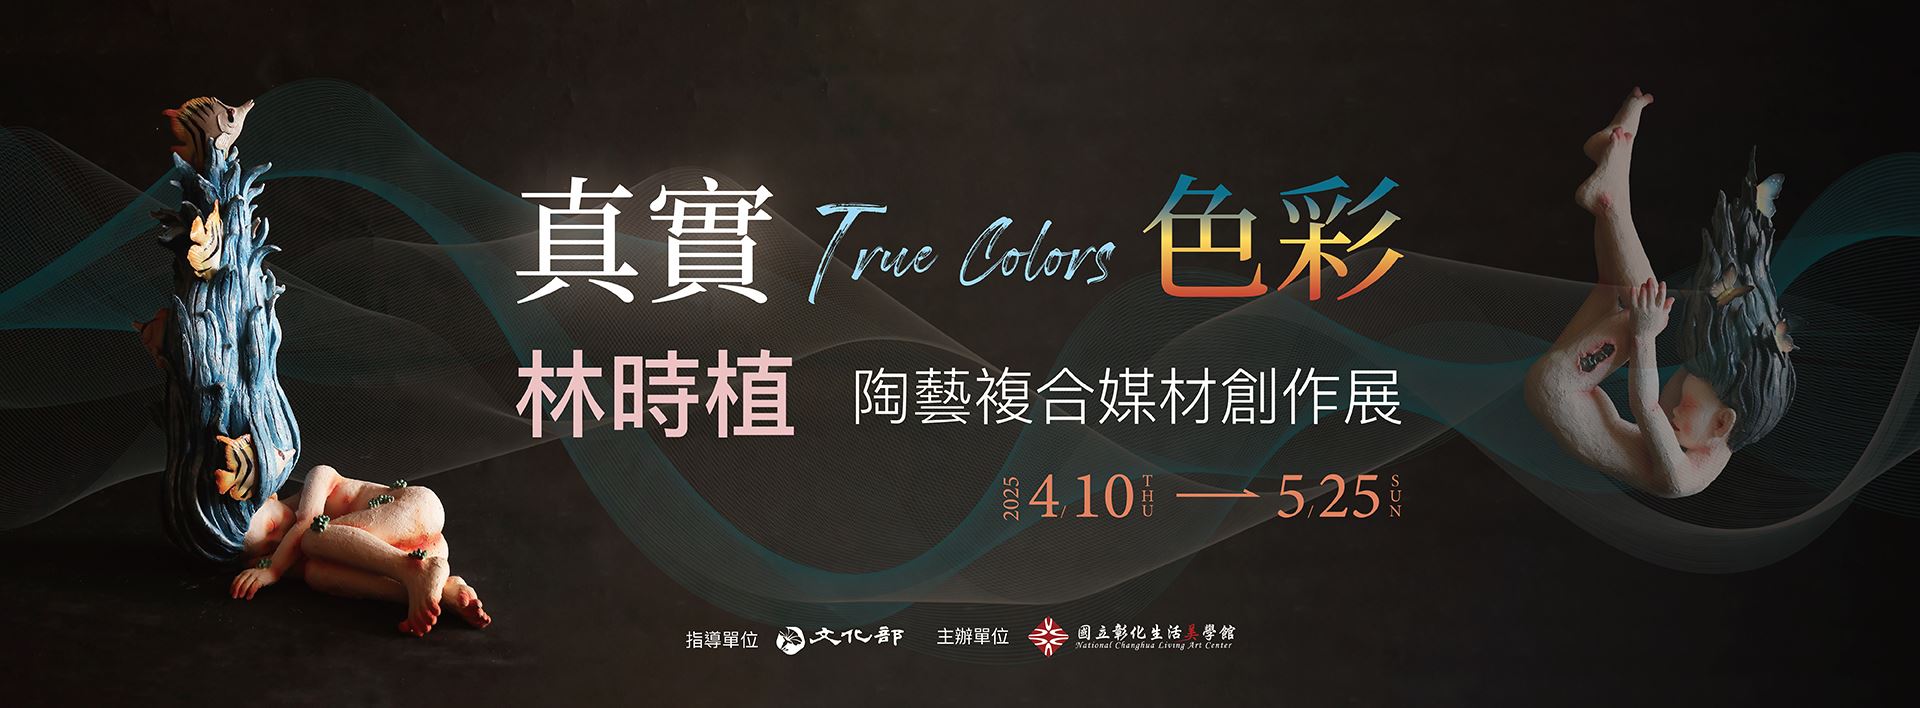 真實 True Colors 色彩
林時植 陶藝複合媒材創作展
2025 4/10 THU 5/25 SUN
指導單位 文化部 主辦單位 國立彰化生活美學館
National Changhua Living Art Center